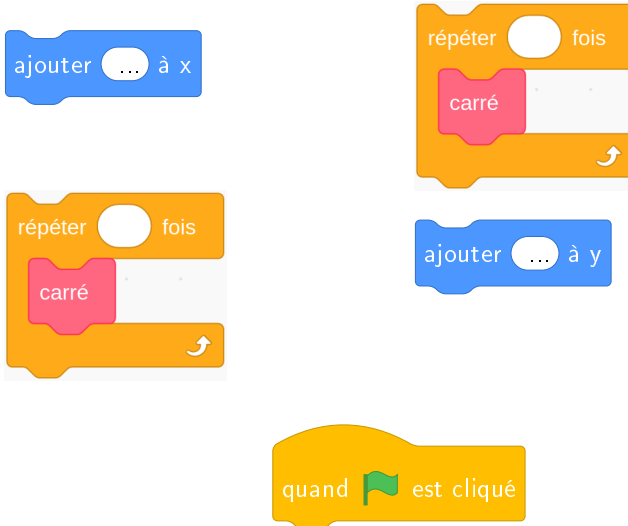 ajouter ... à x
répéter fois
carré
répéter fois
carré
ajouter ... à y
quand est cliqué